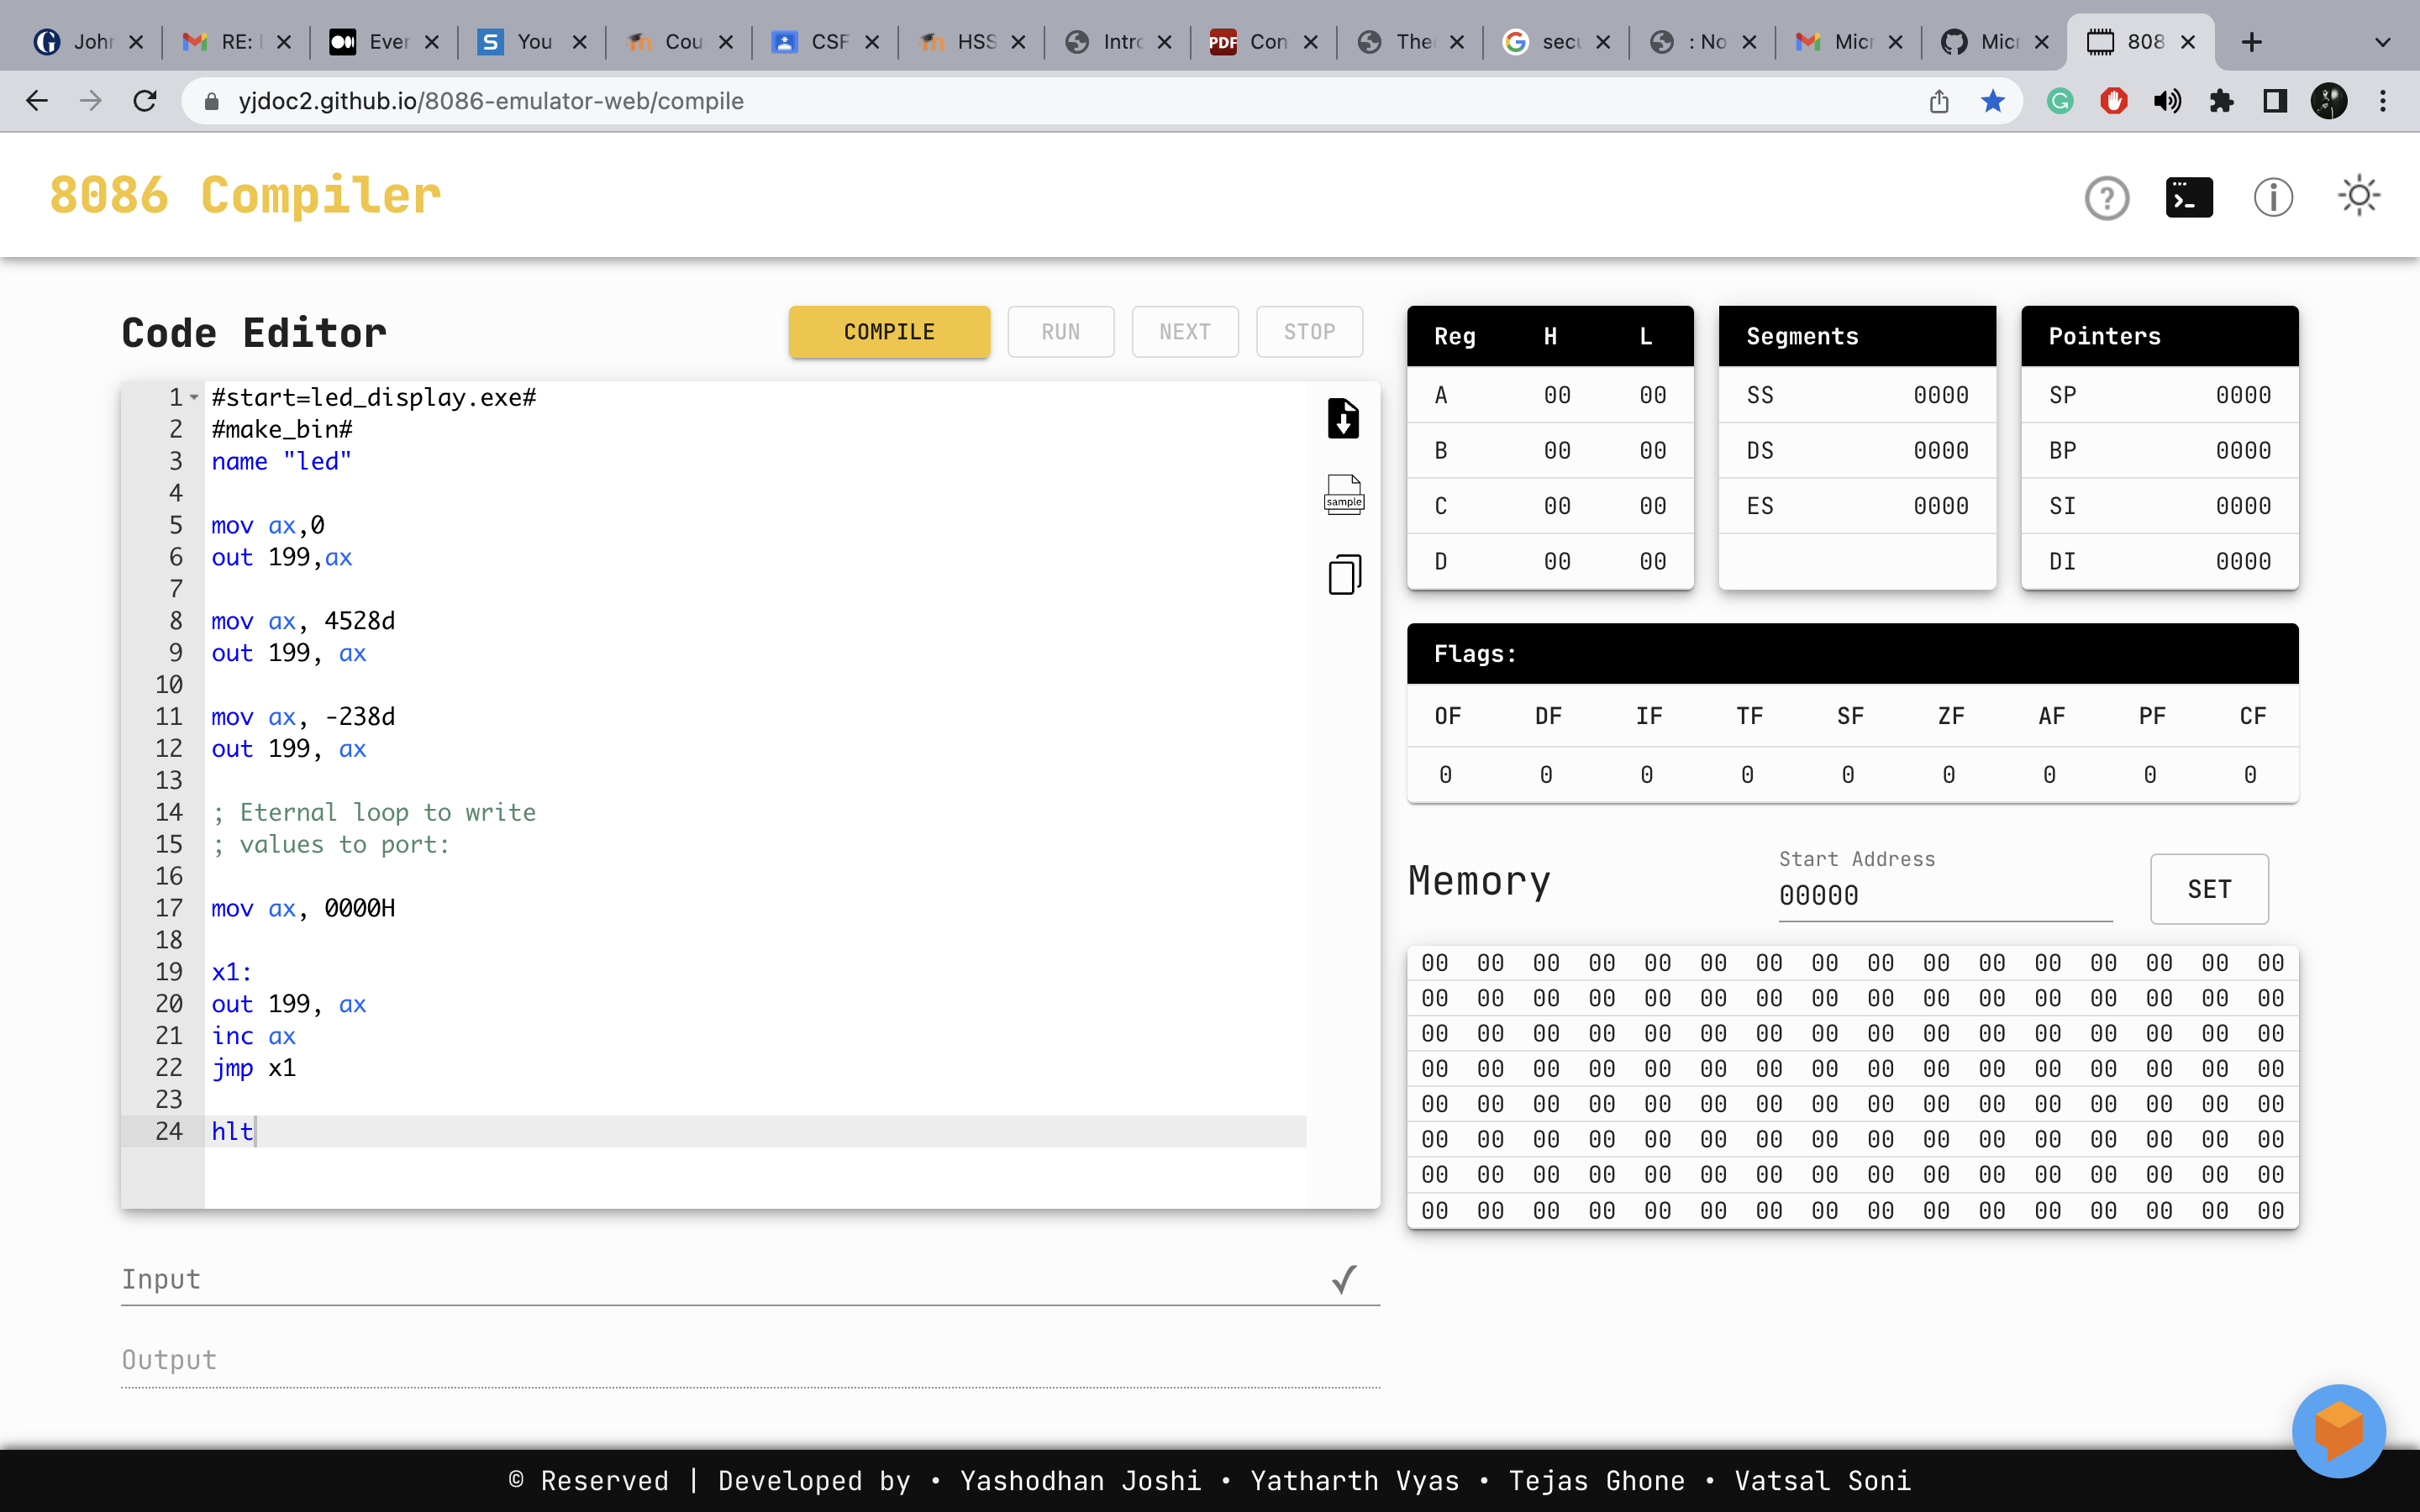 Johr
RE: 
Ever
You
Cou
CSF
HSS
Intro
PDF Con
The
secu
: No
Micr
Micr
808
yjdoc2.github.io/8086-emulator-web/compile
8086 Compiler
Code Editor
COMPILE RUN NEXT STOP
1 #start=led_display.exe#
2 #make_bin#
3 name "led"
4
5 mov ax,0
6 out 199,ax
7
8 mov ax, 4528d
9 out 199, ax
10
11 mov ax, -238d
12 out 199, ax
13
14 ; Eternal loop to write
15 ; values to port:
16
17 mov ax, 0000H
18
19 x1:
20 out 199, ax
21 inc ax
22 jmp x1
23
24 hlt
sample
Input
Output
Reg H L
A 00 00
B 00 00
C 00 00
D 00 00
Segments
SS 0000
DS 0000
ES 0000
Pointers
SP 0000
BP 0000
SI 0000
DI 0000
Flags:
OF DF IF TF SF ZF AF PF CF
0 0 0 0 0 0 0 0 0
Memory
Start Address
00000
SET
00 00 00 00 00 00 00 00 00 00 00 00 00 00 00 00
00 00 00 00 00 00 00 00 00 00 00 00 00 00 00 00
00 00 00 00 00 00 00 00 00 00 00 00 00 00 00 00
00 00 00 00 00 00 00 00 00 00 00 00 00 00 00 00
00 00 00 00 00 00 00 00 00 00 00 00 00 00 00 00
00 00 00 00 00 00 00 00 00 00 00 00 00 00 00 00
00 00 00 00 00 00 00 00 00 00 00 00 00 00 00 00
00 00 00 00 00 00 00 00 00 00 00 00 00 00 00 00
© Reserved | Developed by • Yashodhan Joshi • Yatharth Vyas • Tejas Ghone • Vatsal Soni